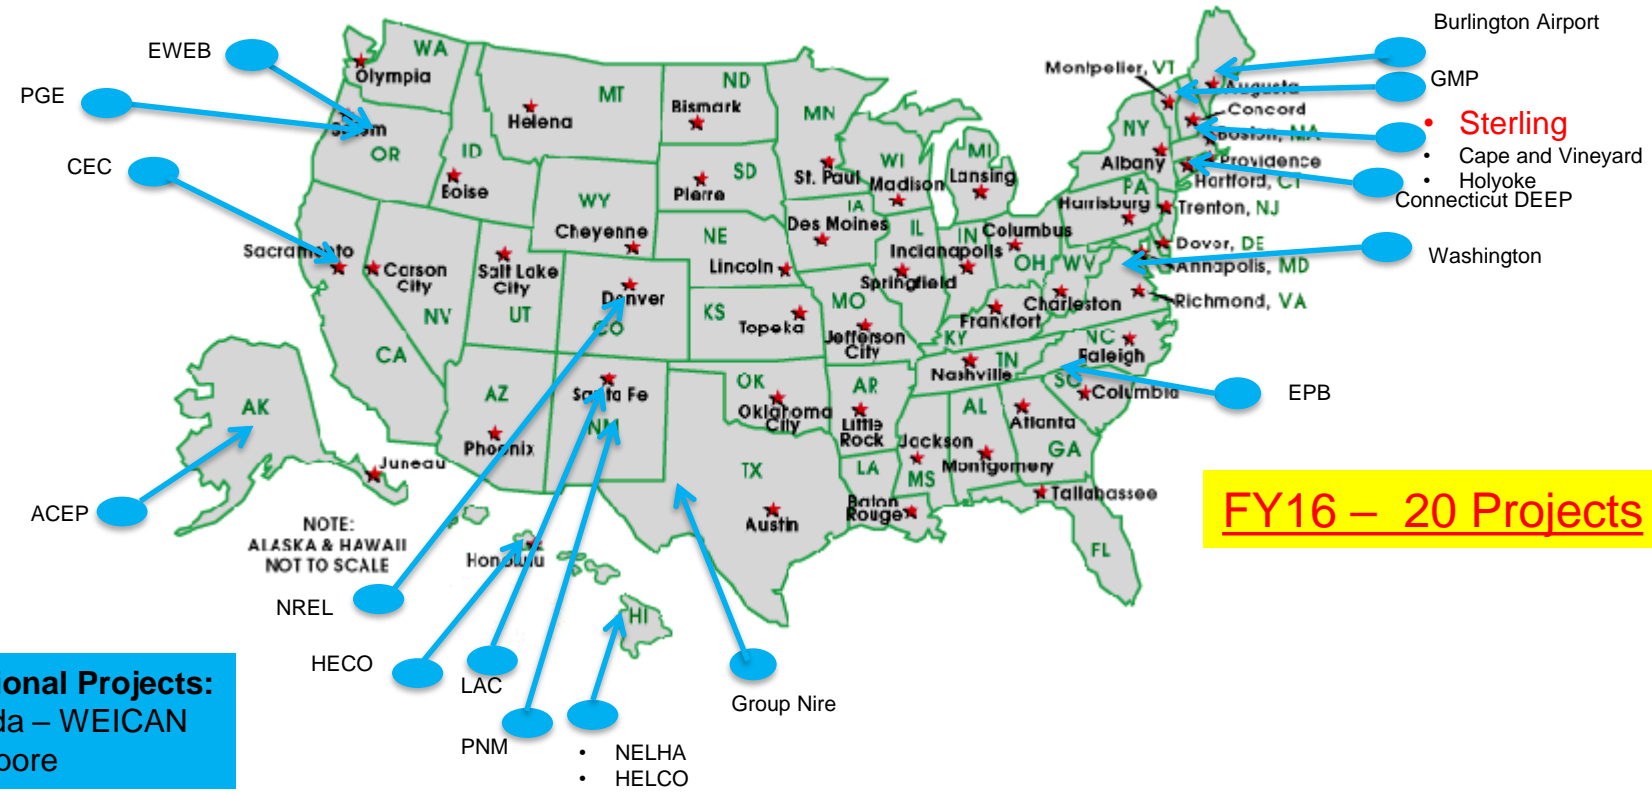 Burlington Airport
EWEB
WA
Montpelier, VT
Olympia
ND
GMP
PGE
MT
Bismark
Augusta
MN
Concord
Helena
• Sterling
NY
Boston, MA
OR
ID
WI
MI
• Cape and Vineyard
CEC
SD
St. Paul
Albany
Providence
Boise
Pierre
Madison
Lansing
Hartford, CT
• Holyoke
PA
Connecticut DEEP
WY
IA
Harrisburg
Trenton, NJ
Cheyenne
NE
Des Moines
IL
IN
Columbus
Sacramento
Indianapolis
Dover, DE
Washington
Carson
City
Salt Lake
City
Lincoln
OH
WV
Annapolis, MD
Springfield
Denver
MO
Charleston
Richmond, VA
NV
UT
CO
KS
Topeka
Frankfort
Jefferson
City
KY
NC
Raleigh
CA
TN
Nashville
OK
SC
AZ
Santa Fe
AR
Columbia
EPB
AK
NM
Oklahoma
City
Little
Rock
AL
Atlanta
Phoenix
Jackson
GA
Juneau
TX
LA
MS
Montgomery
ACEP
Baton
Rouge
Tallahassee
FY16 – 20 Projects
NOTE:
ALASKA & HAWAII
NOT TO SCALE
Austin
Honolulu
FL
NREL
HI
HECO
LAC
ional Projects:
da – WEICAN
pore
Group Nire
PNM
• NELHA
• HELCO